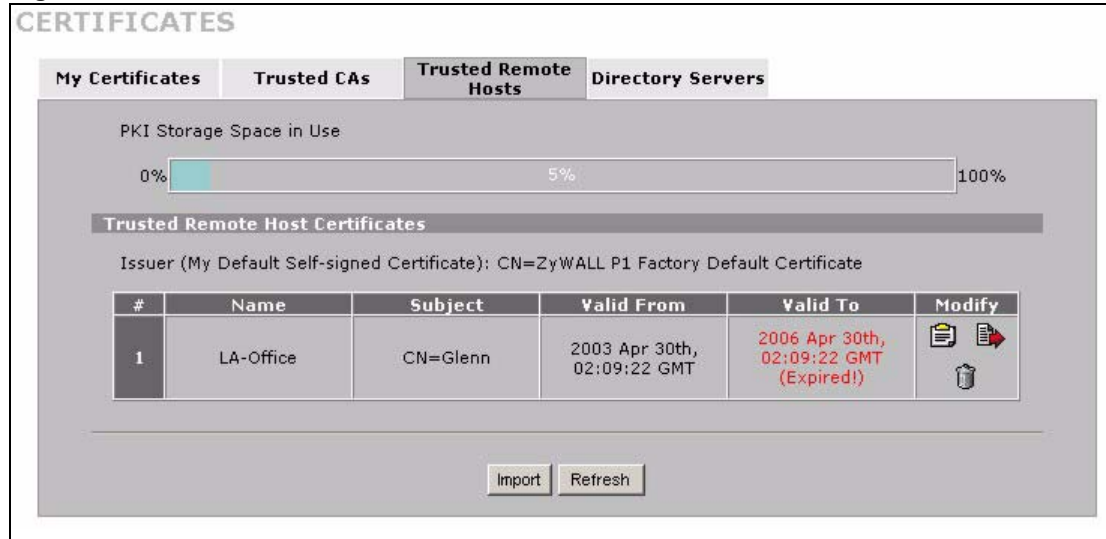 CERTIFICATES
My Certificates
Trusted CAs
Trusted Remote
Hosts
Directory Servers
PKI Storage Space in Use
0%
5%
100%
Trusted Remote Host Certificates
Issuer (My Default Self-signed Certificate): CN=ZyWALL P1 Factory Default Certificate
# Name Subject Valid From Valid To Modify
1 LA-Office CN=Glenn
2003 Apr 30th,
02:09:22 GMT
2006 Apr 30th,
02:09:22 GMT
(Expired!)
Import Refresh